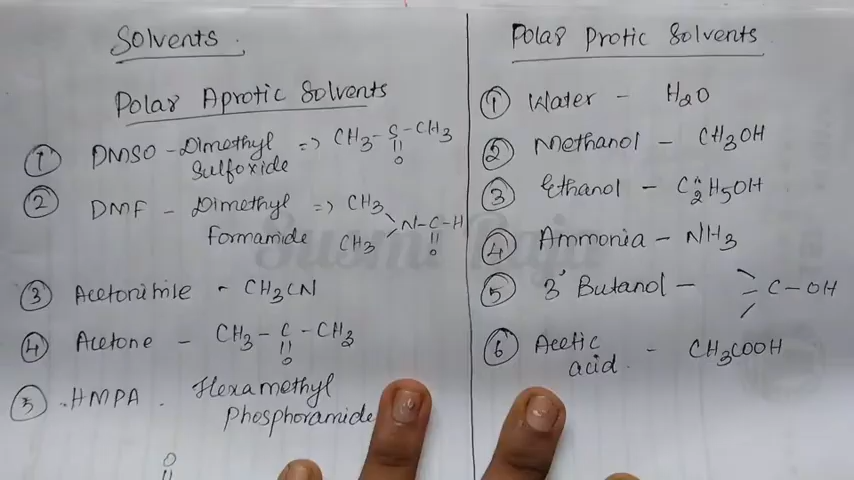 Solvents.
Polar Aprotic Solvents
① DMSO - Dimethyl Sulfoxide => CH3-S-CH3
||
O
② DMF - Dimethyl Formamide => CH3
CH3
N-C-H
||
O
③ Acetonitrile - CH3CN
④ Acetone - CH3-C-CH3
||
O
⑤ .HMPA . Hexamethyl
Phosphoramide
O
||
Polar Protic Solvents
① Water - H2O
② Methanol - CH3OH
③ Ethanol - C2H5OH
④ Ammonia - NH3
⑤ 3° Butanol - C-OH
⑥ Acetic acid. - CH3COOH
Susmi Raja